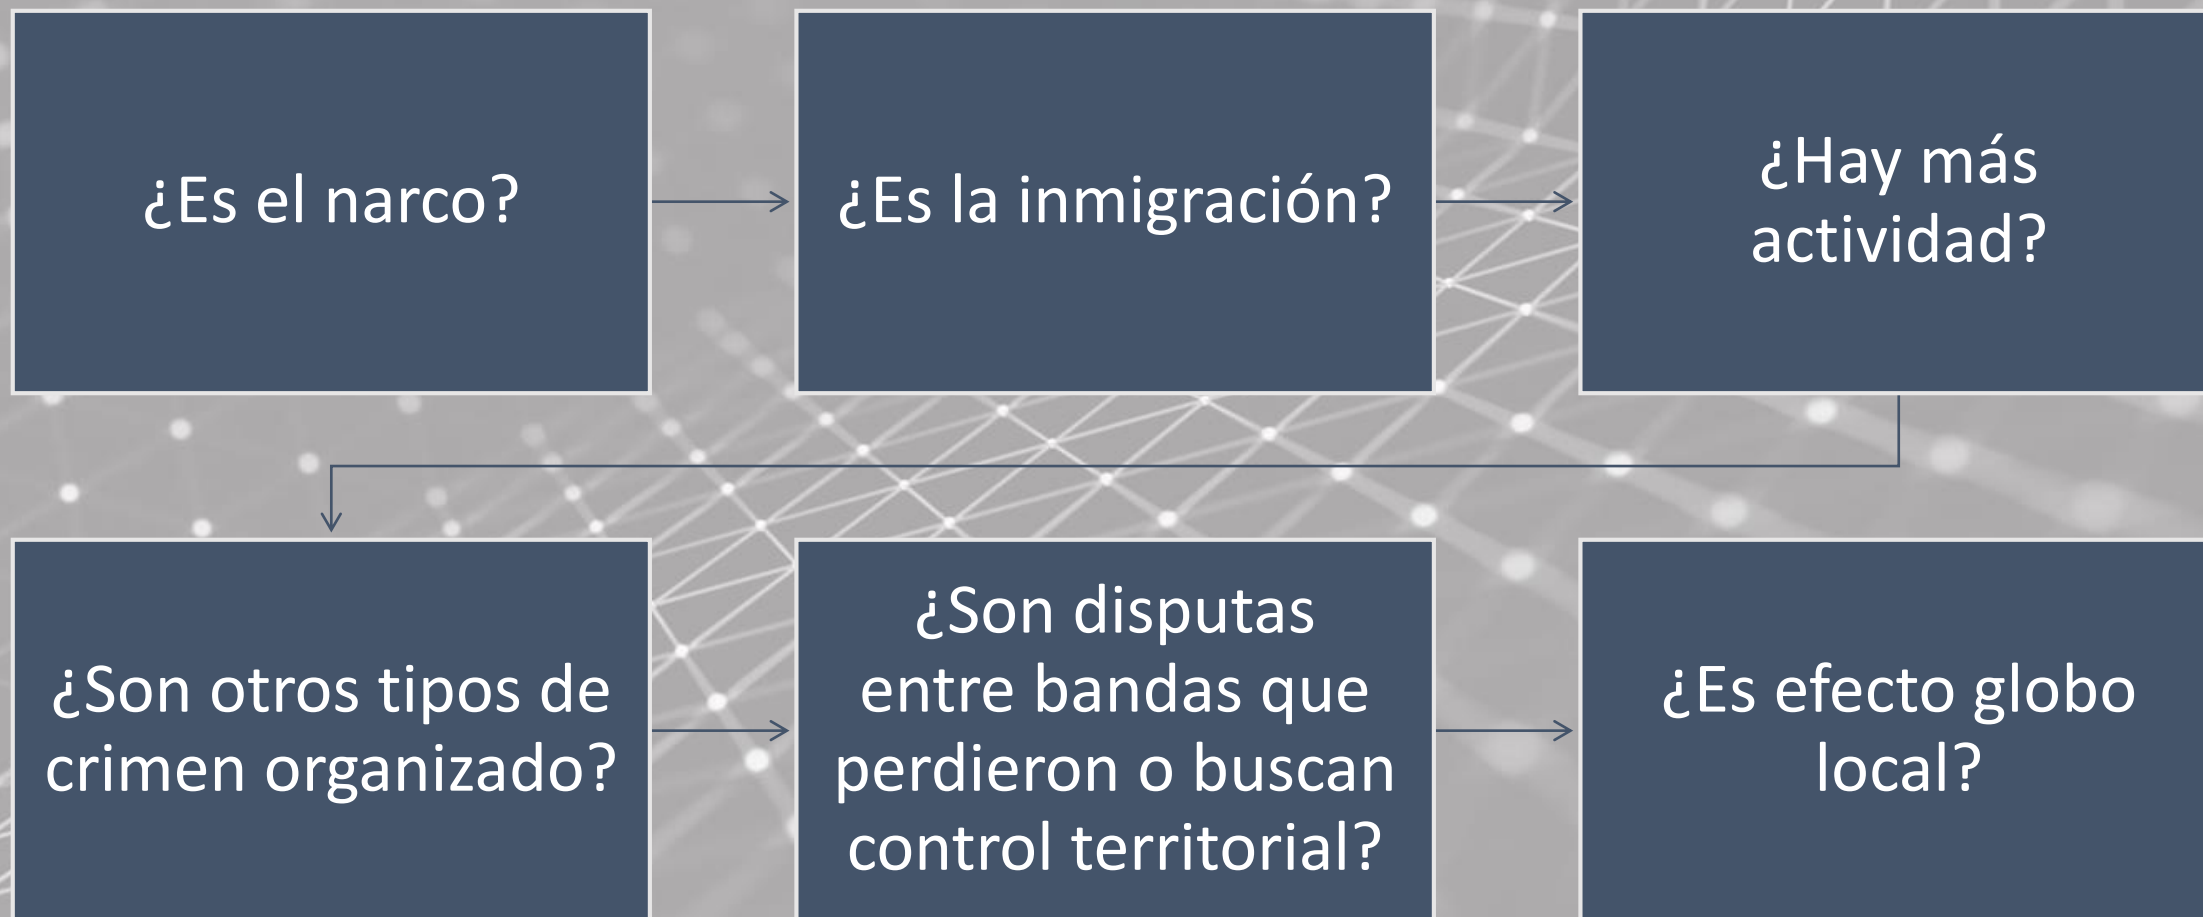 ¿Es el narco?
¿Es la inmigración?
¿Hay más
actividad?
¿Son otros tipos de
crimen organizado?
¿Son disputas
entre bandas que
perdieron o buscan
control territorial?
¿Es efecto globo
local?